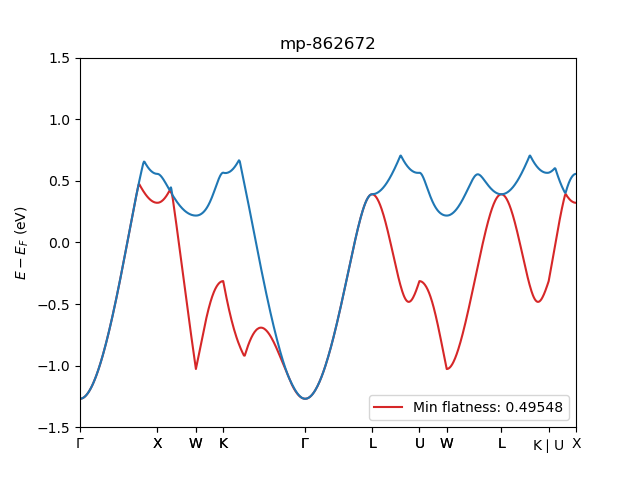 mp-862672
E − E_F (eV)
1.5
1.0
0.5
0.0
−0.5
−1.0
−1.5
Min flatness: 0.49548
Γ X W K Γ L U W L K | U X